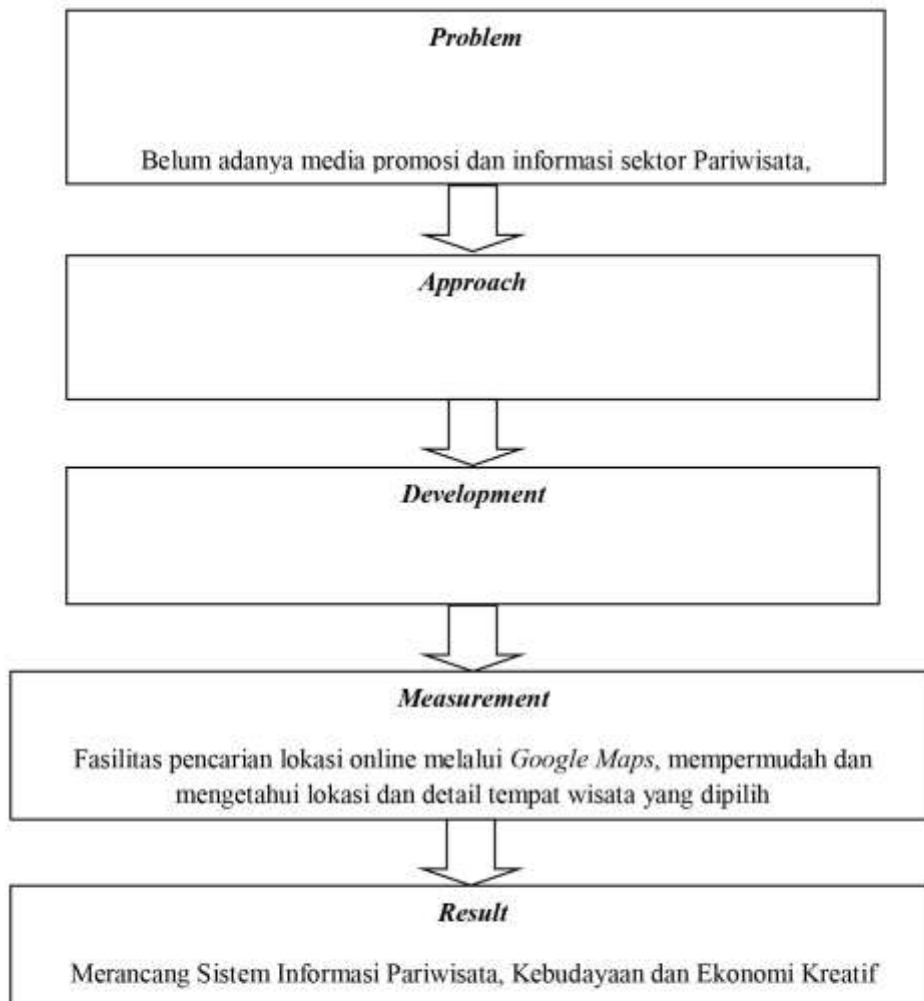 Problem
Belum adanya media promosi dan informasi sektor Pariwisata,
Approach
Development
Measurement
Fasilitas pencarian lokasi online melalui Google Maps, mempermudah dan
mengetahui lokasi dan detail tempat wisata yang dipilih
Result
Merancang Sistem Informasi Pariwisata, Kebudayaan dan Ekonomi Kreatif